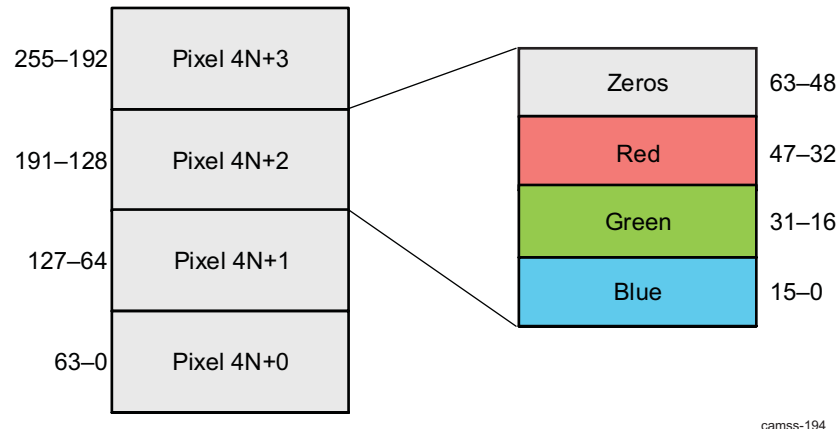 255–192 Pixel 4N+3
191–128 Pixel 4N+2
127–64 Pixel 4N+1
63–0 Pixel 4N+0
Zeros 63–48
Red 47–32
Green 31–16
Blue 15–0
camss-194